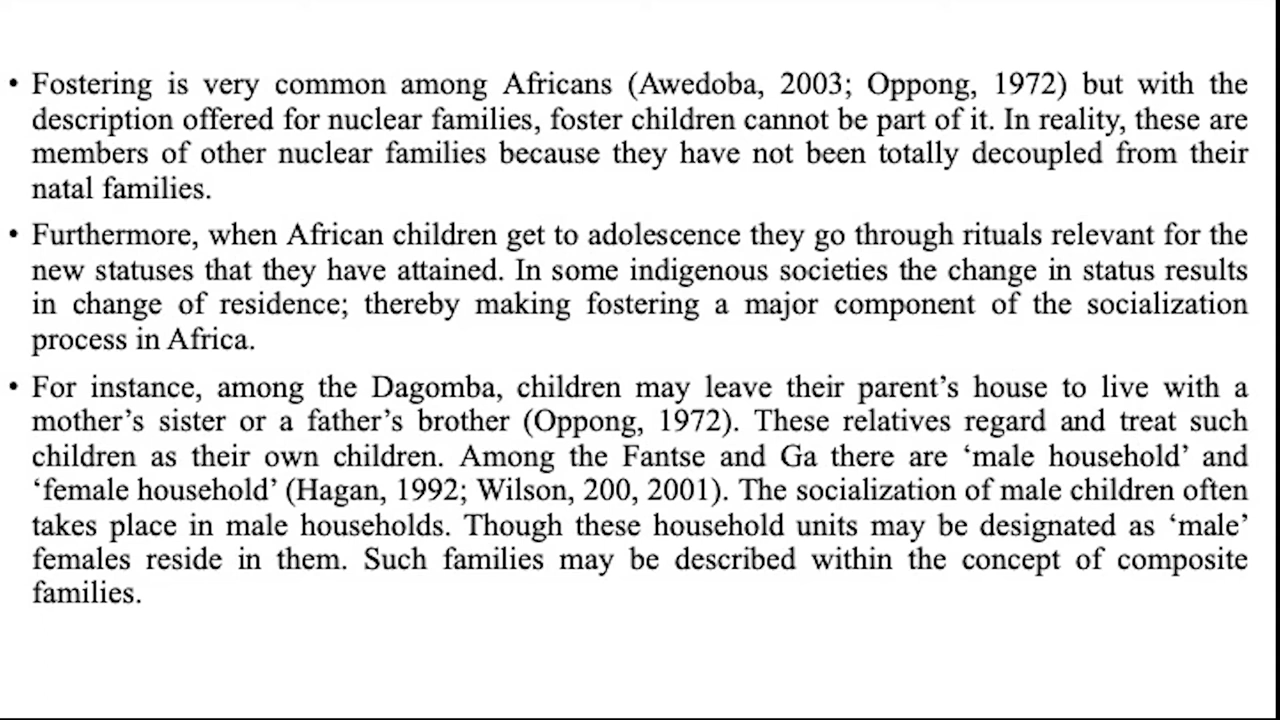 • Fostering is very common among Africans (Awedoba, 2003; Oppong, 1972) but with the
description offered for nuclear families, foster children cannot be part of it. In reality, these are
members of other nuclear families because they have not been totally decoupled from their
natal families.
• Furthermore, when African children get to adolescence they go through rituals relevant for the
new statuses that they have attained. In some indigenous societies the change in status results
in change of residence; thereby making fostering a major component of the socialization
process in Africa.
• For instance, among the Dagomba, children may leave their parent’s house to live with a
mother’s sister or a father’s brother (Oppong, 1972). These relatives regard and treat such
children as their own children. Among the Fantse and Ga there are ‘male household’ and
‘female household’ (Hagan, 1992; Wilson, 200, 2001). The socialization of male children often
takes place in male households. Though these household units may be designated as ‘male’
females reside in them. Such families may be described within the concept of composite
families.